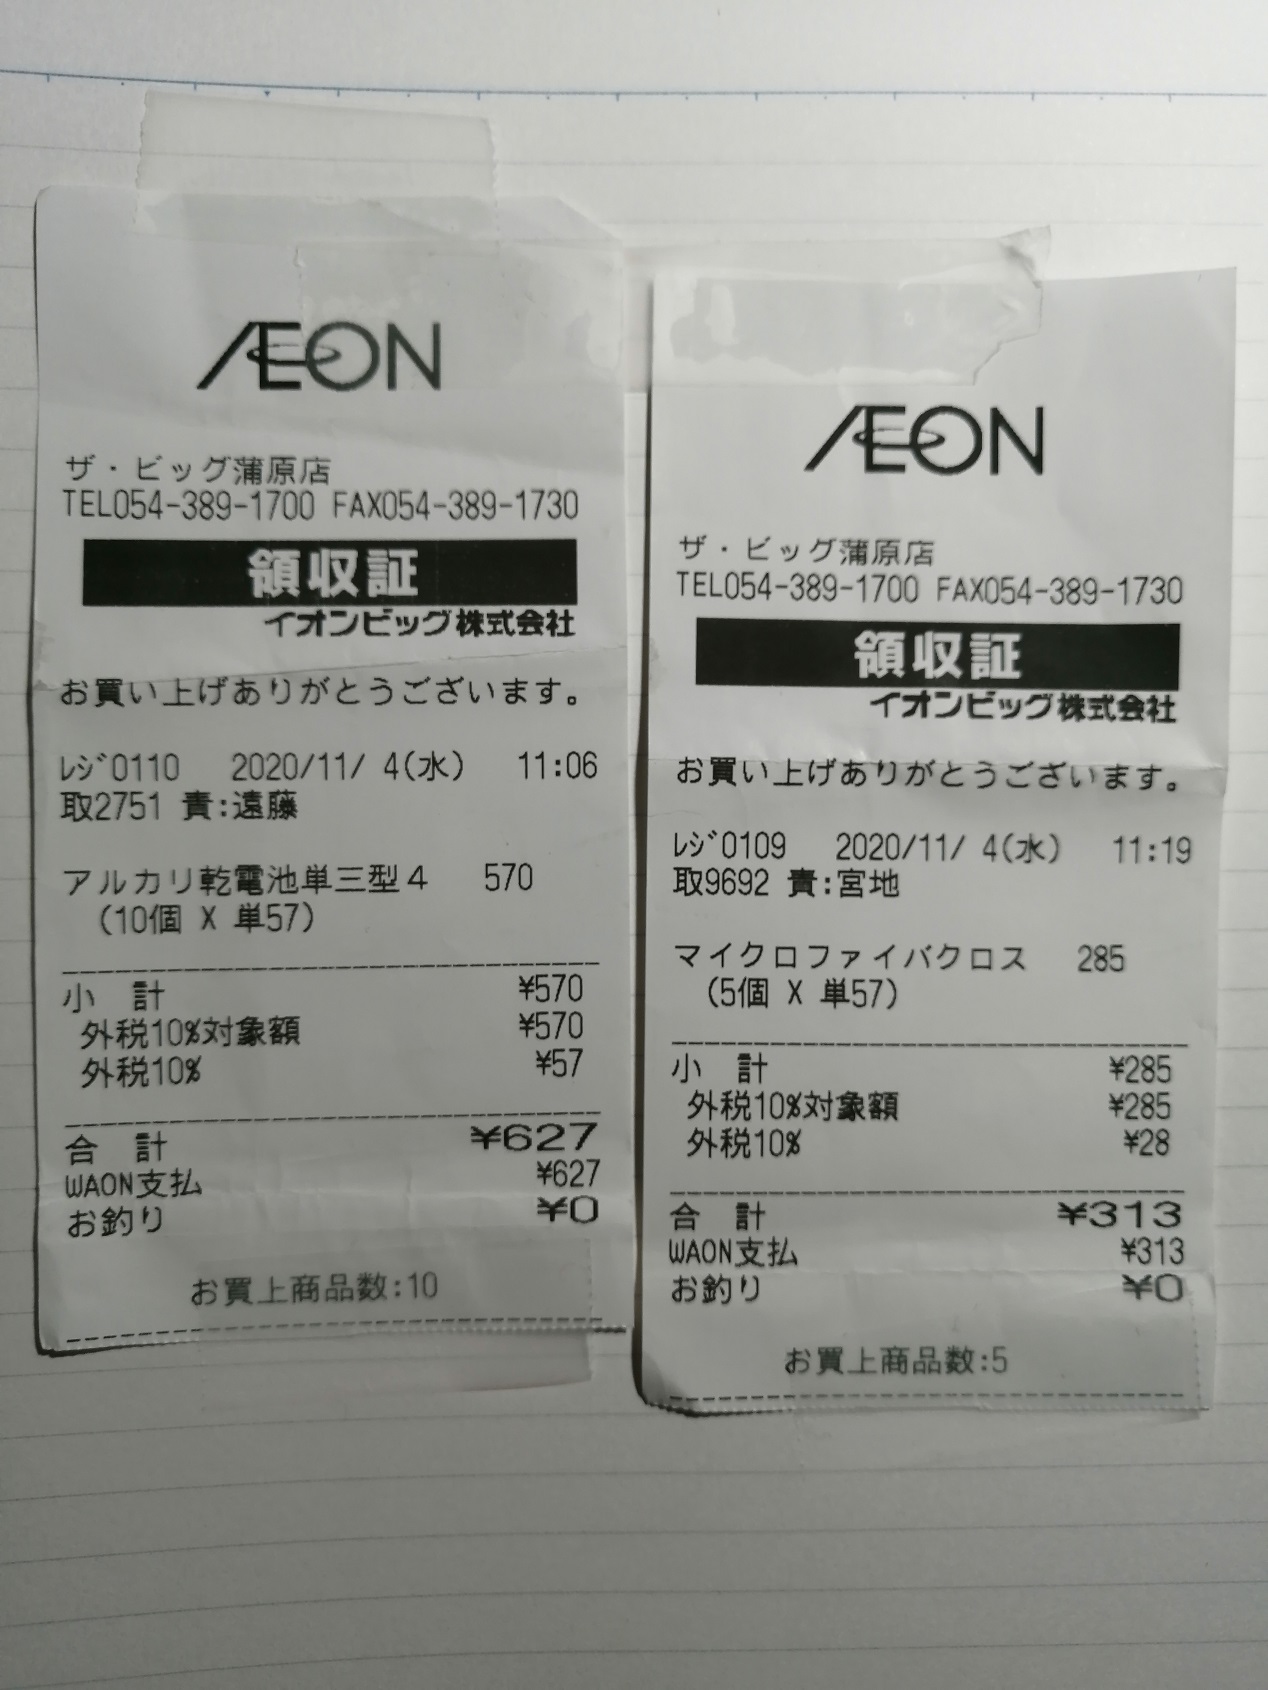 ÆON
ザ・ビッグ蒲原店
TEL054-389-1700 FAX054-389-1730
領収証
イオンビッグ株式会社
お買い上げありがとうございます。
ﾚｼﾞ0110 2020/11/ 4(水) 11:06
取2751 責:遠藤
アルカリ乾電池単三型4 570
(10個 X 単57)
小 計 ¥570
外税10%対象額 ¥570
外税10% ¥57
合 計 ¥627
WAON支払 ¥627
お釣り ¥0
お買上商品数:10
ÆON
ザ・ビッグ蒲原店
TEL054-389-1700 FAX054-389-1730
領収証
イオンビッグ株式会社
お買い上げありがとうございます。
ﾚｼﾞ0109 2020/11/ 4(水) 11:19
取9692 責:宮地
マイクロファイバクロス 285
(5個 X 単57)
小 計 ¥285
外税10%対象額 ¥285
外税10% ¥28
合 計 ¥313
WAON支払 ¥313
お釣り ¥0
お買上商品数:5